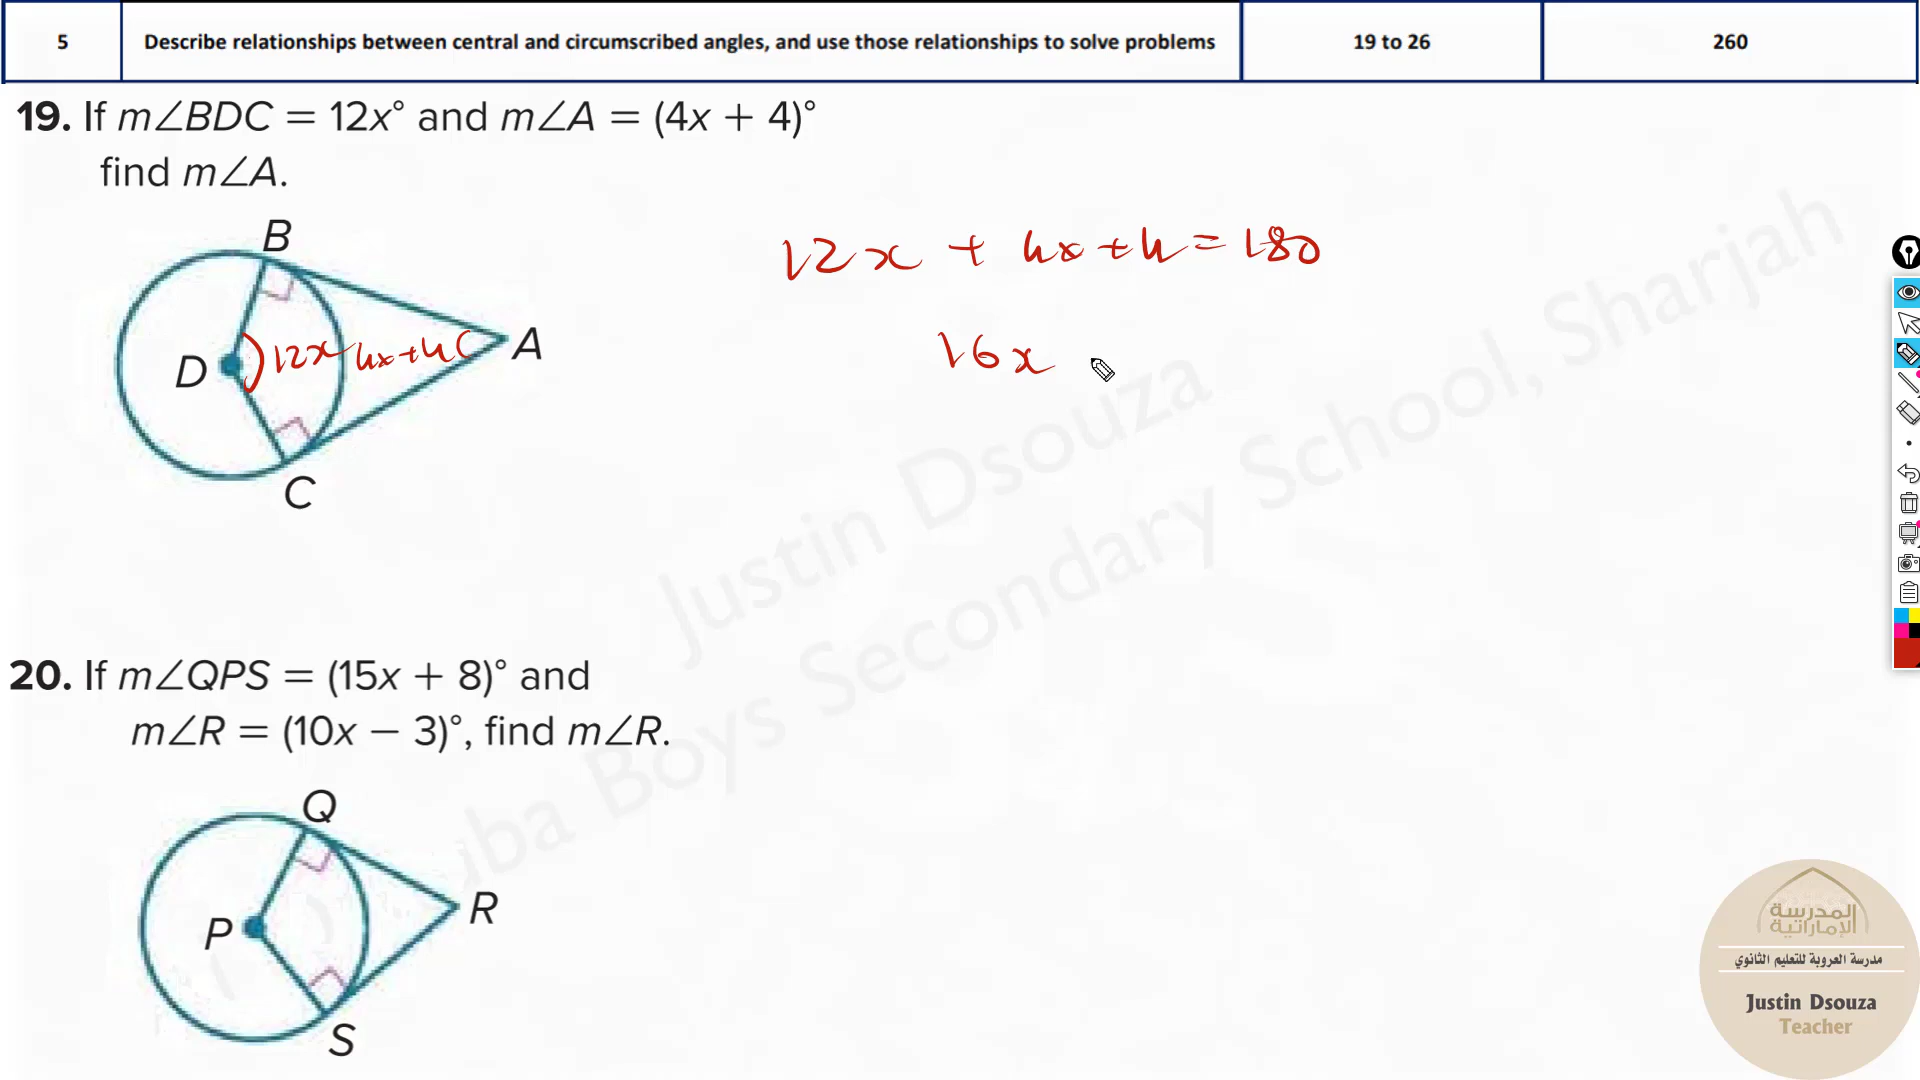 5 Describe relationships between central and circumscribed angles, and use those relationships to solve problems 19 to 26 260
19. If m∠BDC = 12x° and m∠A = (4x + 4)°
find m∠A.
12x + 4x + 4 = 180
16x
B
D
12x
4x + 4
A
C
20. If m∠QPS = (15x + 8)° and
m∠R = (10x − 3)°, find m∠R.
Q
P
R
S
Justin Dsouza
uba Boys Secondary School, Sharjah
المدرسة
الإماراتية
مدرسة العروبة للتعليم الثانوي
Justin Dsouza
Teacher